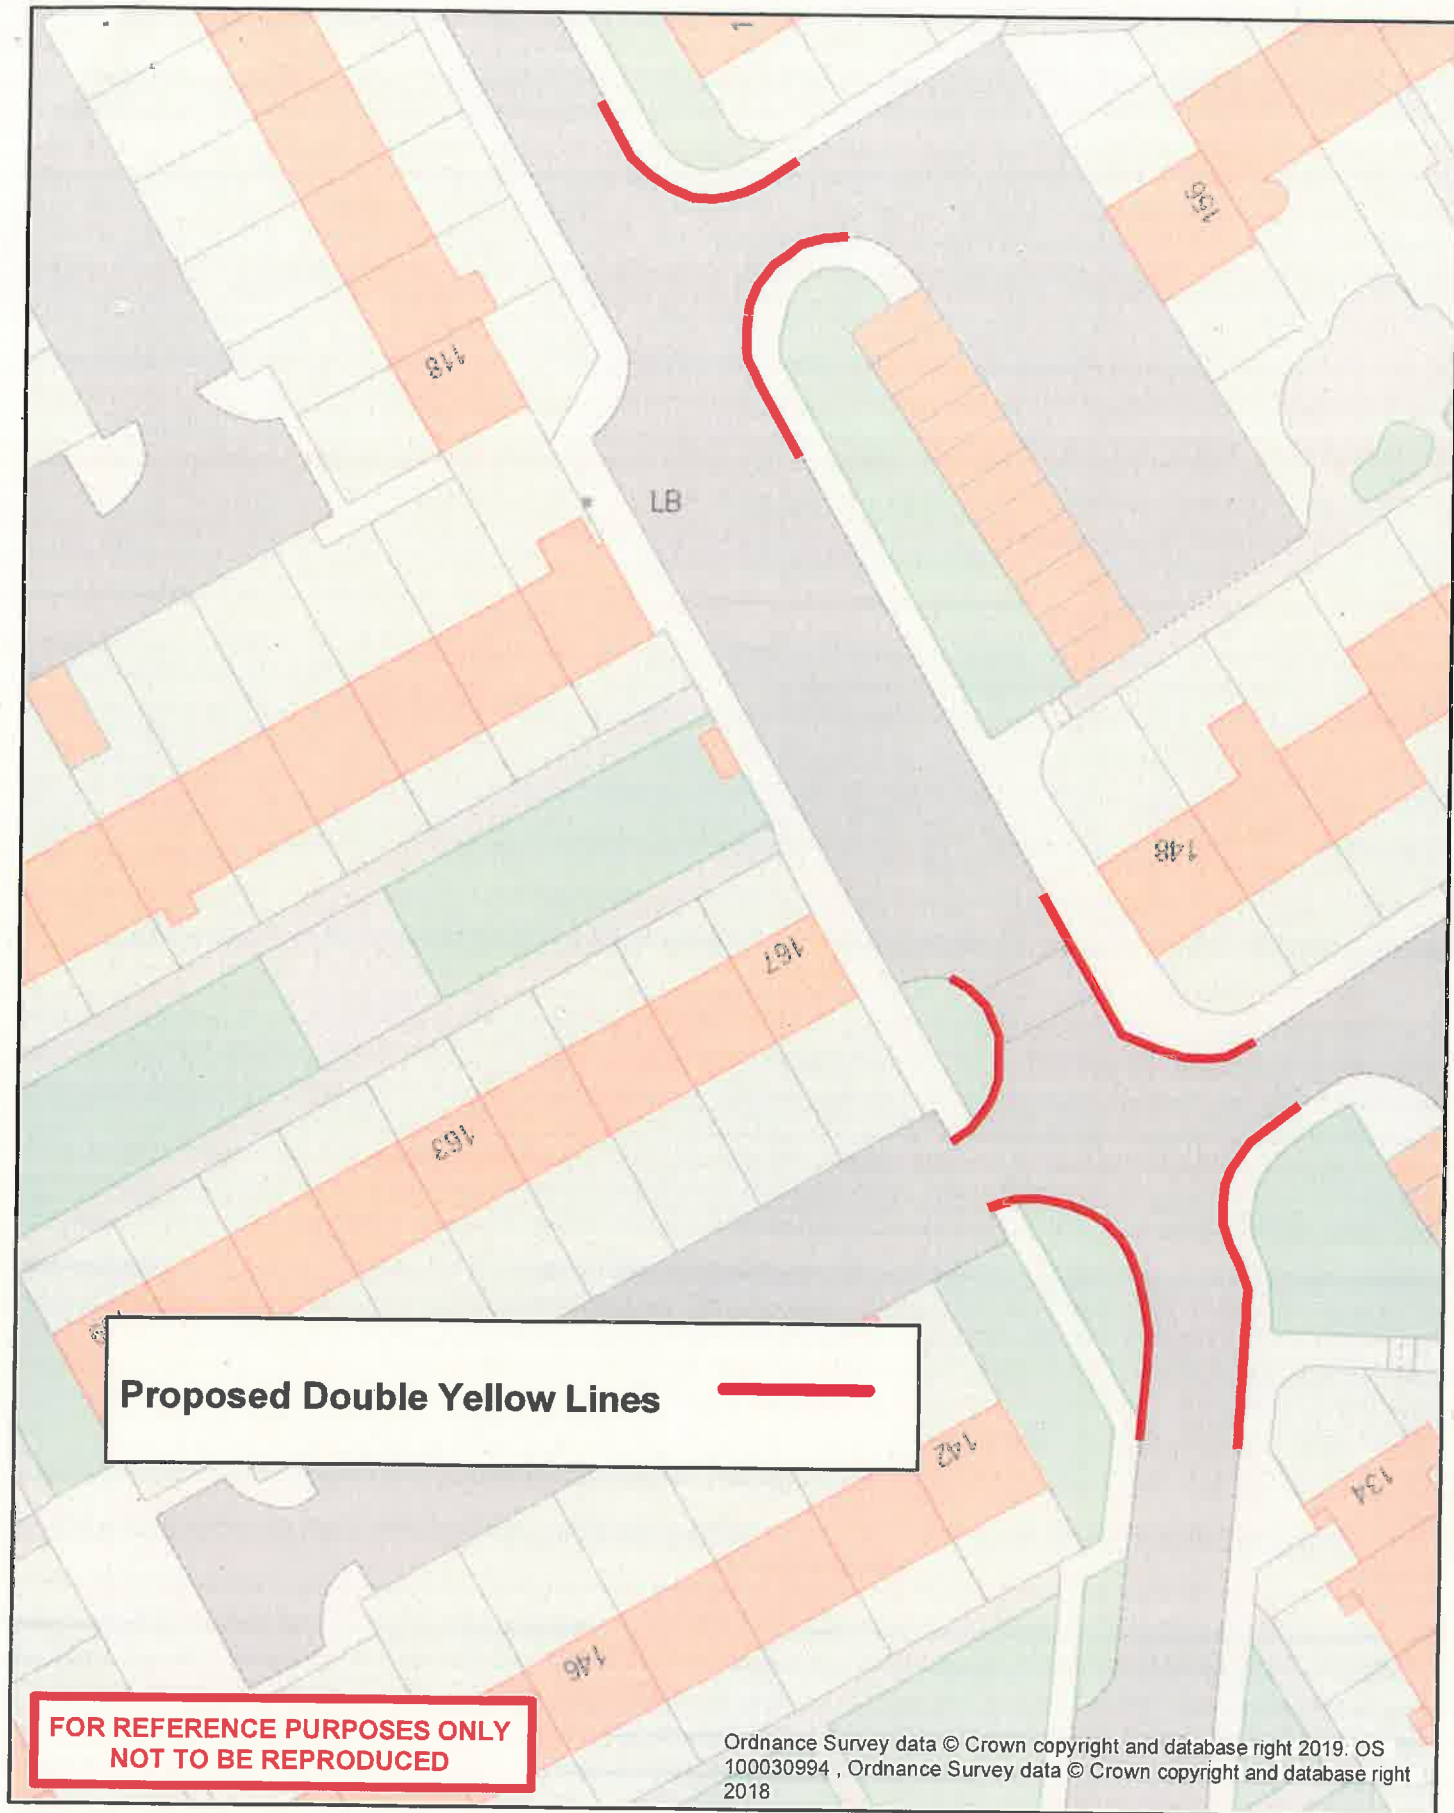 1
136
118
LB
148
167
163
Proposed Double Yellow Lines
142
134
146
FOR REFERENCE PURPOSES ONLY
NOT TO BE REPRODUCED
Ordnance Survey data © Crown copyright and database right 2019. OS
100030994 , Ordnance Survey data © Crown copyright and database right
2018